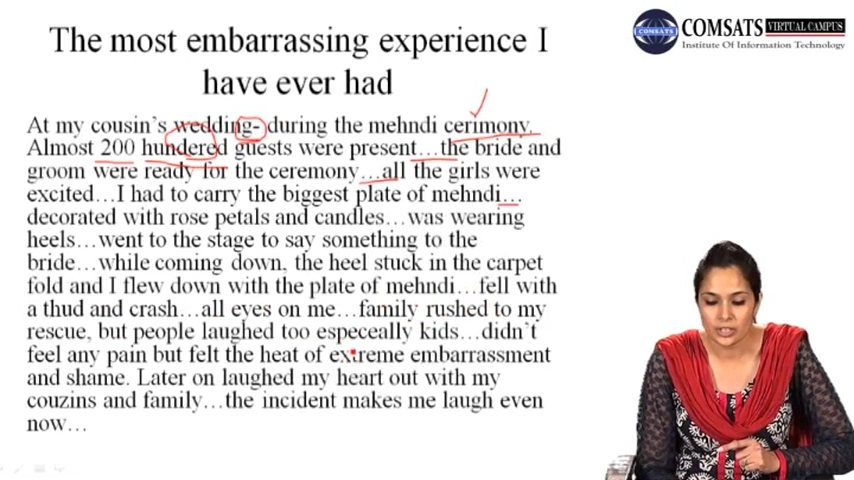 The most embarrassing experience I
have ever had
At my cousin's wedding- during the mehndi cerimony.
Almost 200 hundered guests were present…the bride and
groom were ready for the ceremony…all the girls were
excited…I had to carry the biggest plate of mehndi…
decorated with rose petals and candles…was wearing
heels…went to the stage to say something to the
bride…while coming down, the heel stuck in the carpet
fold and I flew down with the plate of mehndi…fell with
a thud and crash…all eyes on me…family rushed to my
rescue, but people laughed too especeally kids…didn't
feel any pain but felt the heat of extreme embarrassment
and shame. Later on laughed my heart out with my
couzins and family…the incident makes me laugh even
now…
COMSATS
COMSATS VIRTUAL CAMPUS
Institute Of Information Technology